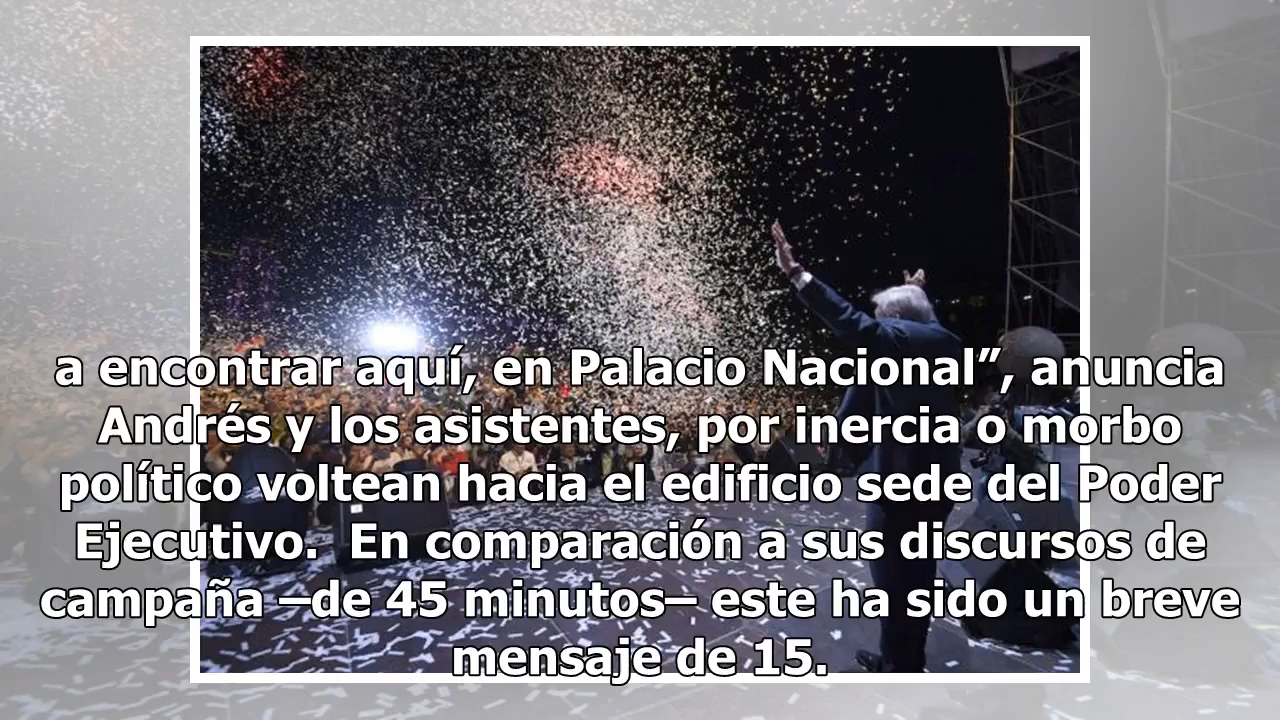 a encontrar aquí, en Palacio Nacional”, anuncia
Andrés y los asistentes, por inercia o morbo
político voltean hacia el edificio sede del Poder
Ejecutivo.  En comparación a sus discursos de
campaña –de 45 minutos– este ha sido un breve
mensaje de 15.